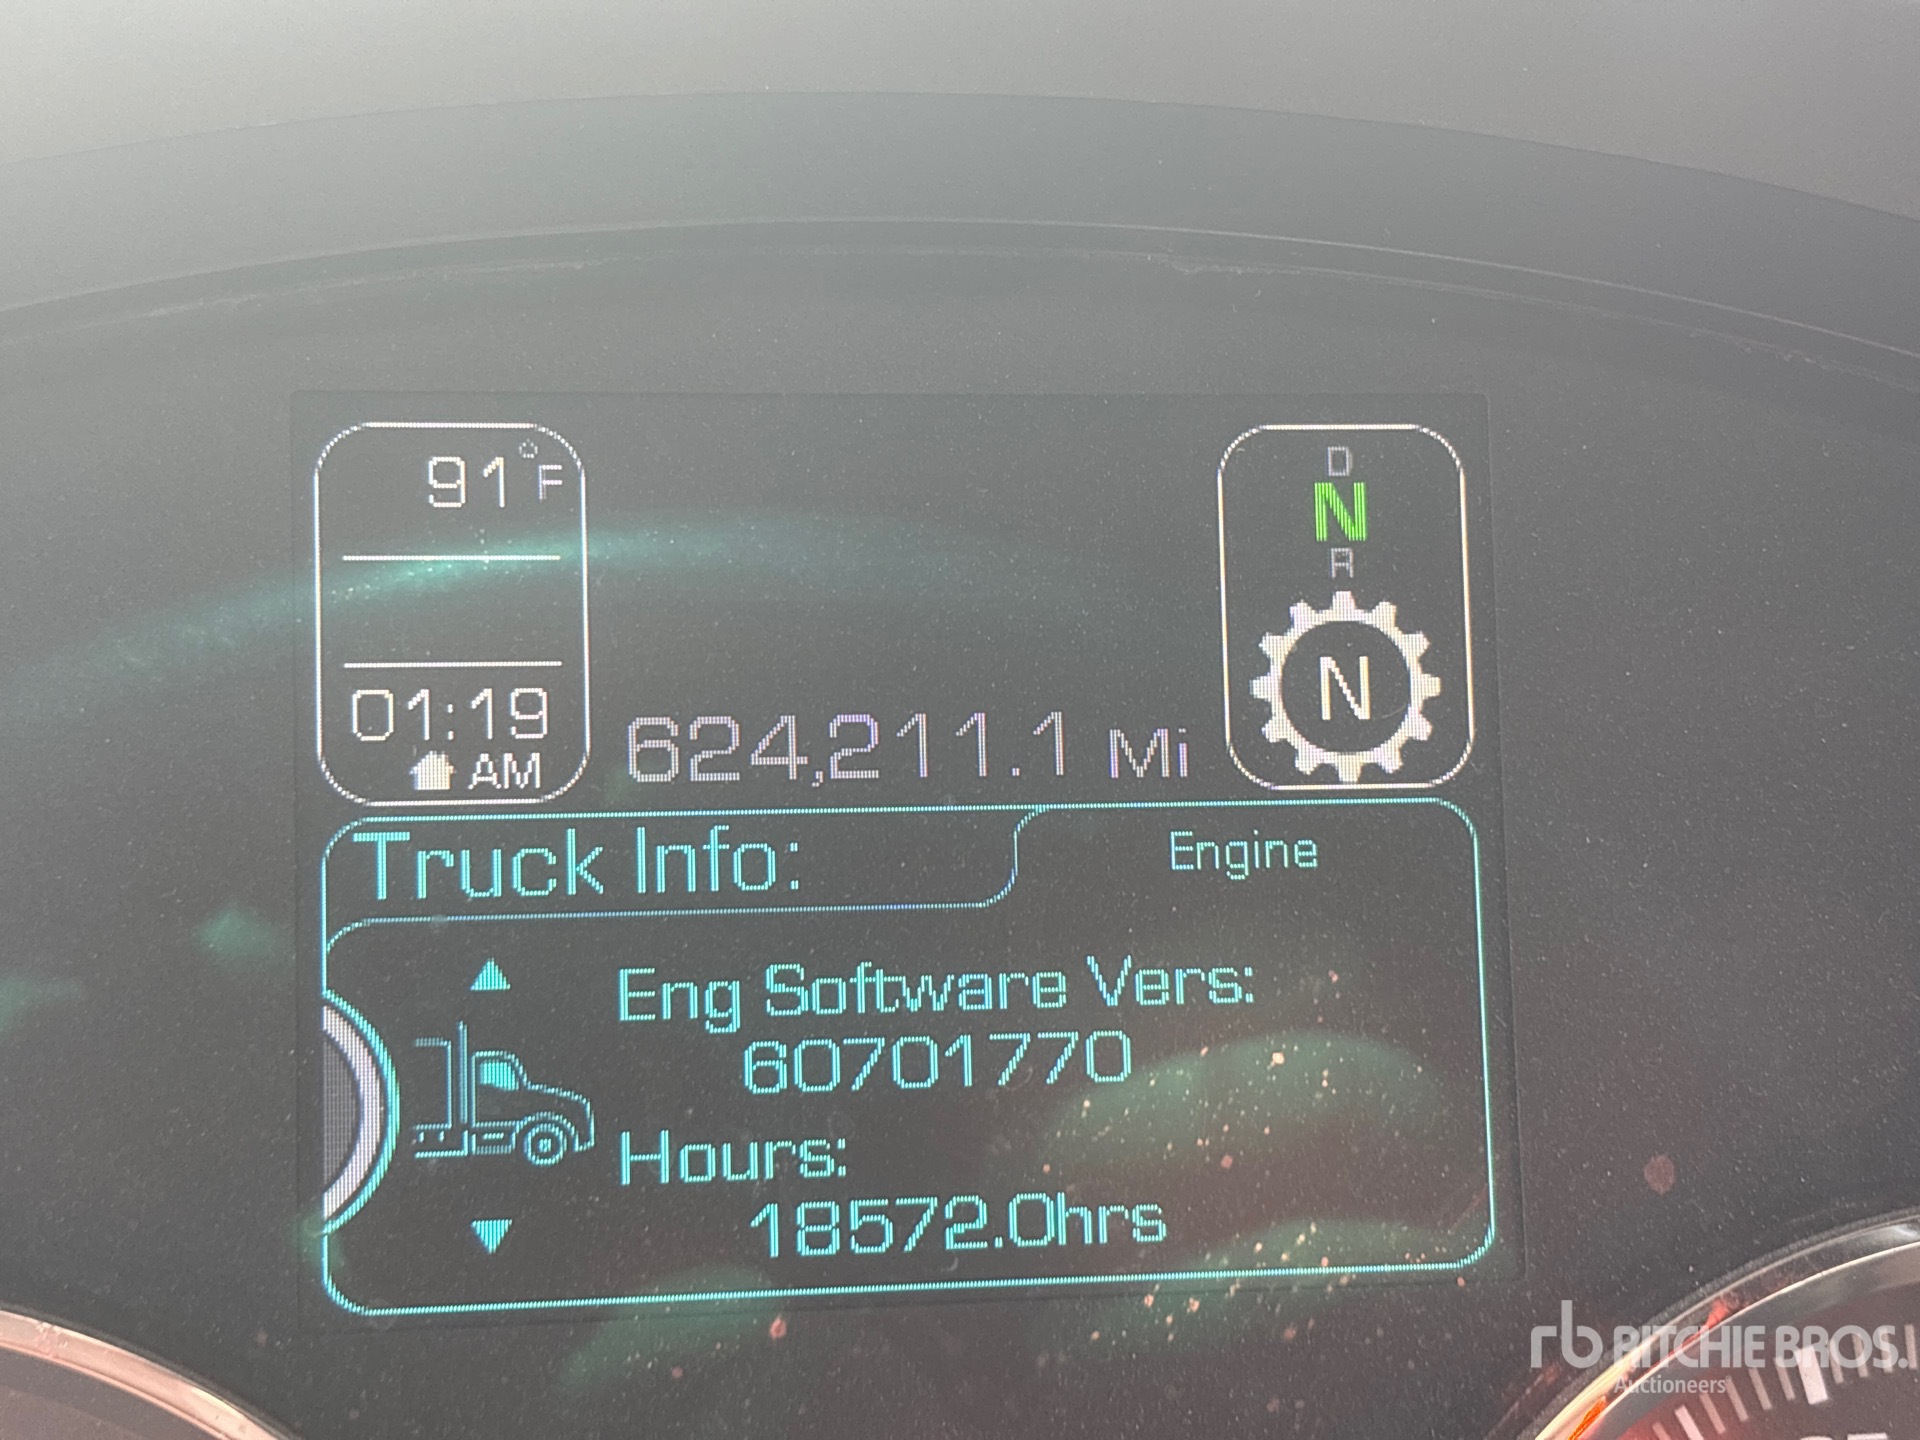 91°F
01:19
AM
624,211.1 Mi
D
N
R
N
Truck Info:
Engine
Eng Software Vers:
60701770
Hours:
18572.0hrs
rb RITCHIE BROS.
Auctioneers